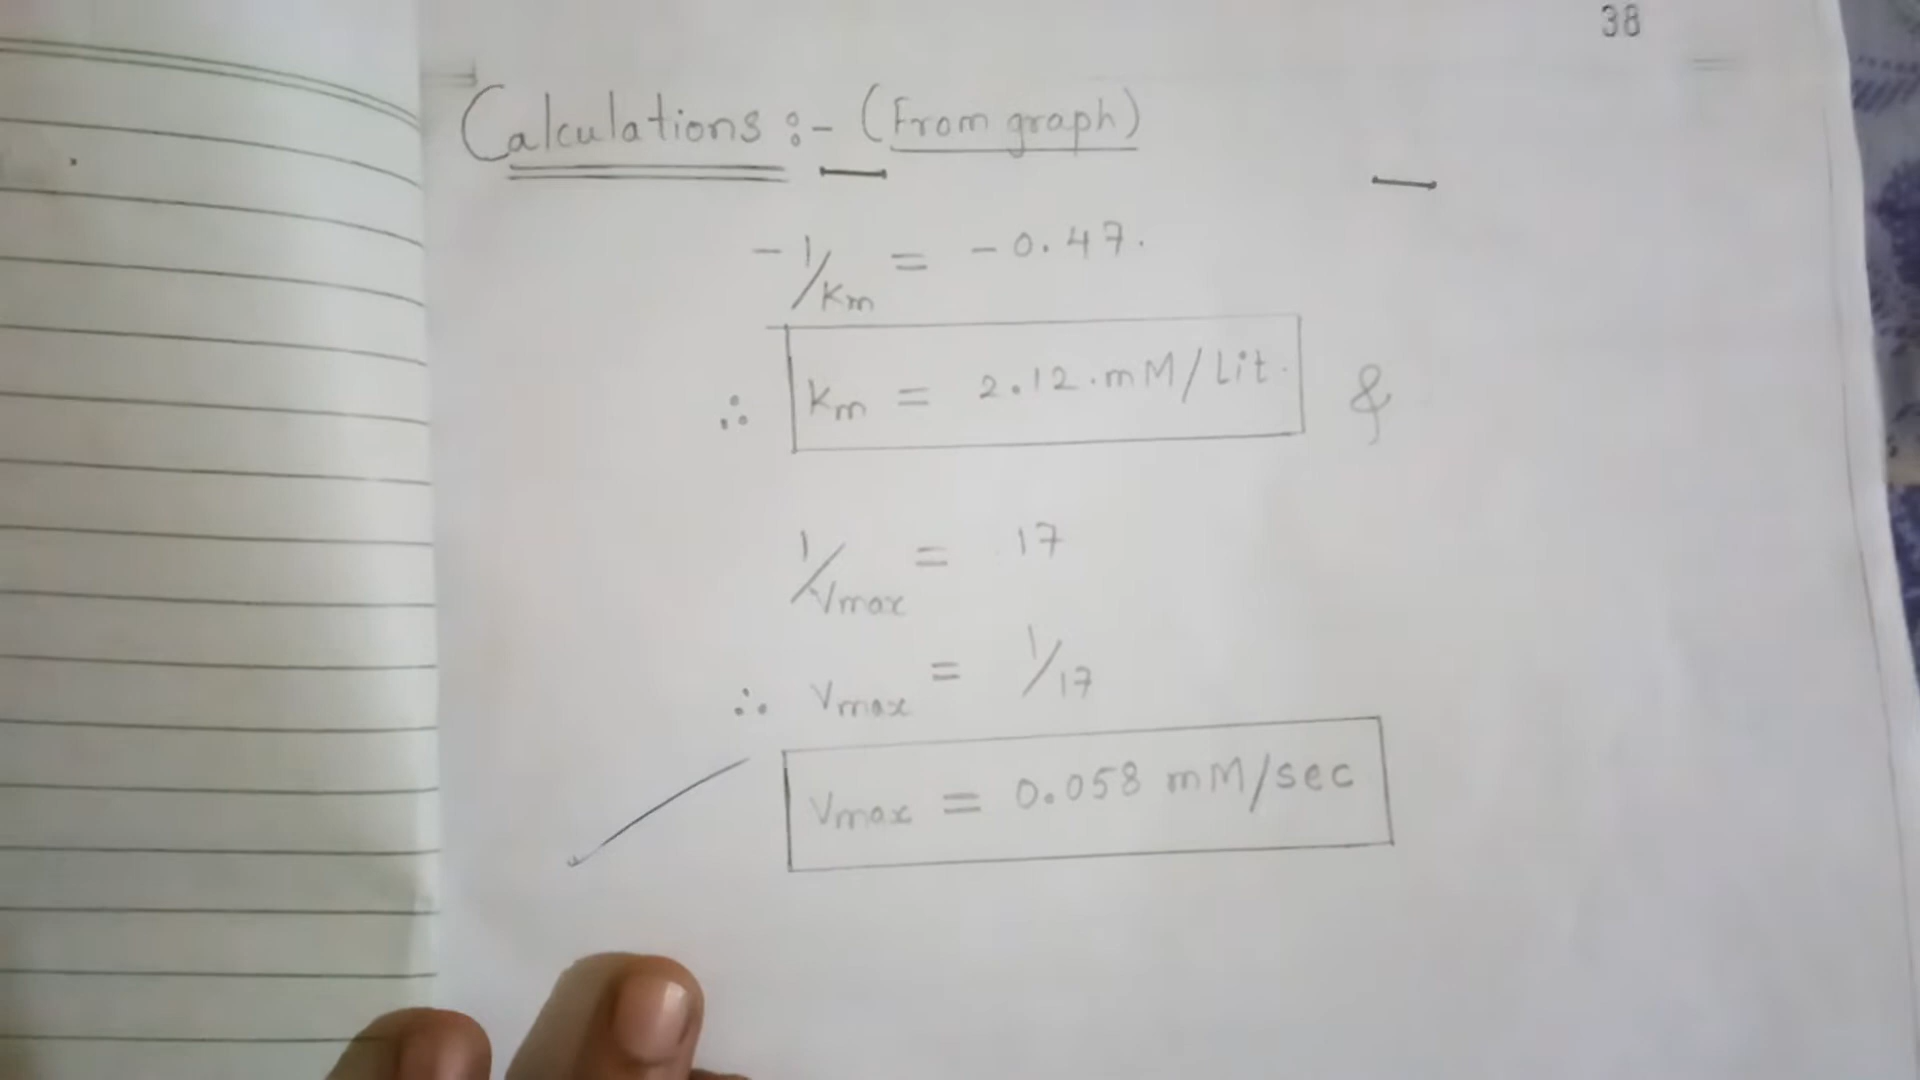 38
Calculations :- (From graph)
-1/Km = -0.47.
∴ Km = 2.12.mM/Lit. &
1/Vmax = 17
∴ Vmax = 1/17
Vmax = 0.058 mM/sec